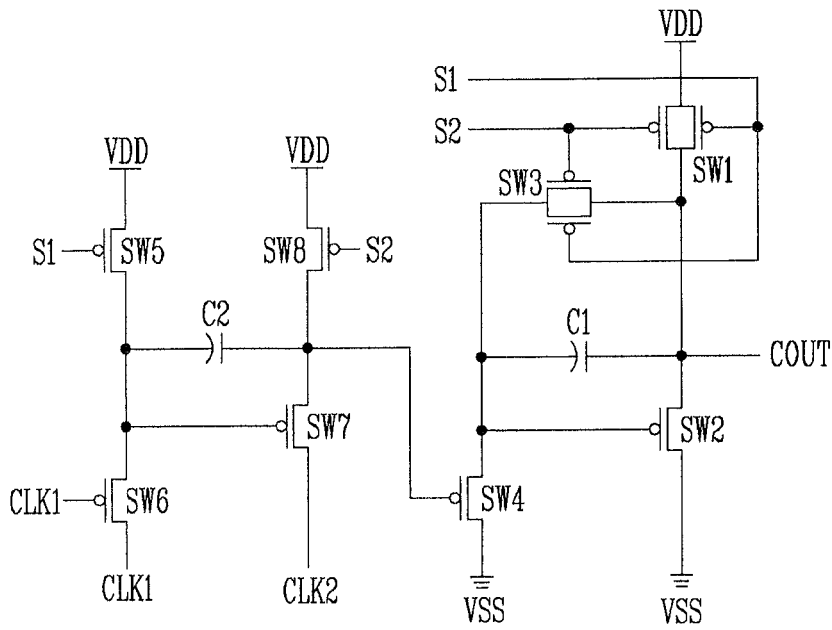 VDD
S1
S2
SW1
SW3
VDD
VDD
S1
SW5
SW8
S2
C2
C1
COUT
SW7
SW2
CLK1
SW6
SW4
CLK1
CLK2
VSS
VSS